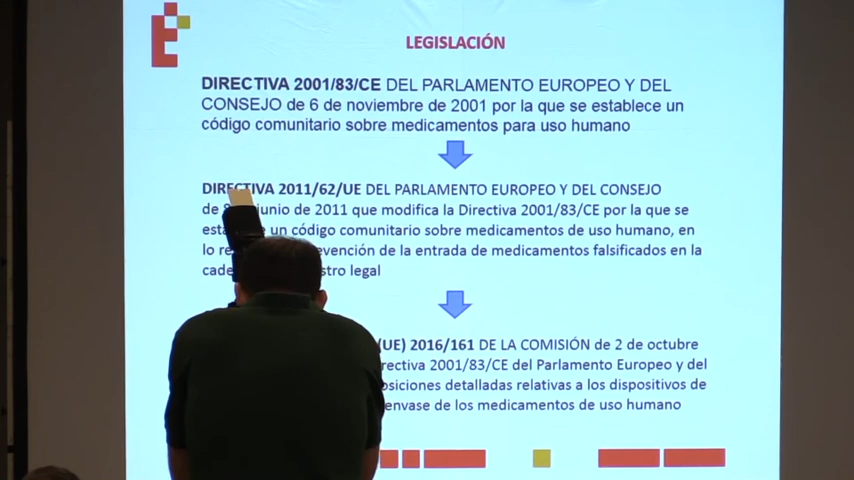 LEGISLACIÓN
DIRECTIVA 2001/83/CE DEL PARLAMENTO EUROPEO Y DEL
CONSEJO de 6 de noviembre de 2001 por la que se establece un
código comunitario sobre medicamentos para uso humano
DIRECTIVA 2011/62/UE DEL PARLAMENTO EUROPEO Y DEL CONSEJO
de 8 junio de 2011 que modifica la Directiva 2001/83/CE por la que se
un código comunitario sobre medicamentos de uso humano, en
lo de la entrada de medicamentos falsificados en la
legal
(UE) 2016/161 DE LA COMISIÓN de 2 de octubre
2001/83/CE del Parlamento Europeo y del
detalladas relativas a los dispositivos de
envase de los medicamentos de uso humano